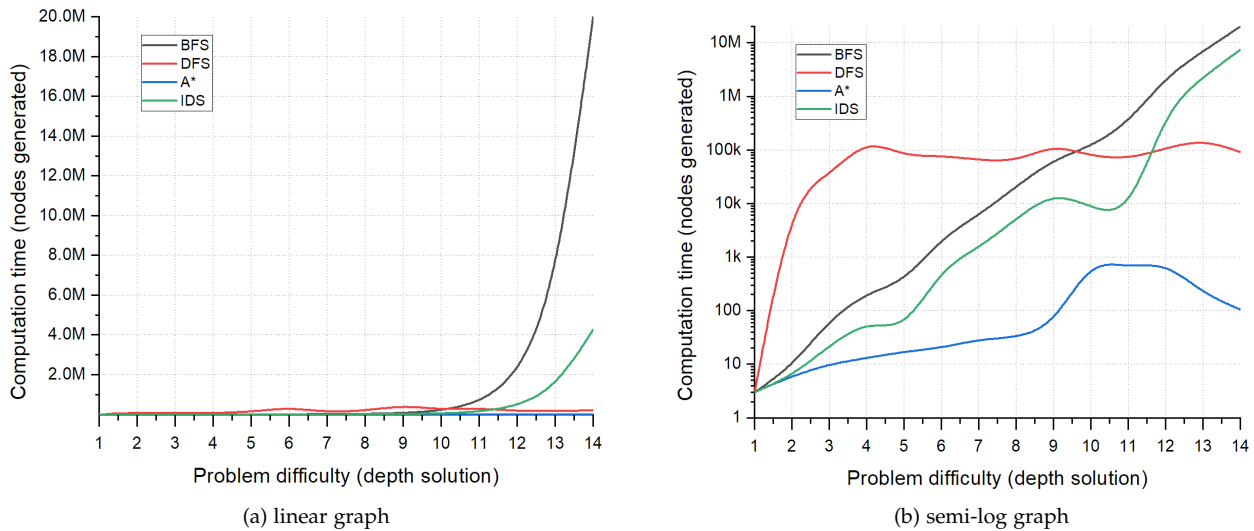 20.0M
18.0M
16.0M
14.0M
12.0M
10.0M
8.0M
6.0M
4.0M
2.0M
Computation time (nodes generated)
BFS
DFS
A*
IDS
1 2 3 4 5 6 7 8 9 10 11 12 13 14
Problem difficulty (depth solution)
(a) linear graph
10M
1M
100k
10k
1k
100
10
1
Computation time (nodes generated)
BFS
DFS
A*
IDS
1 2 3 4 5 6 7 8 9 10 11 12 13 14
Problem difficulty (depth solution)
(b) semi-log graph